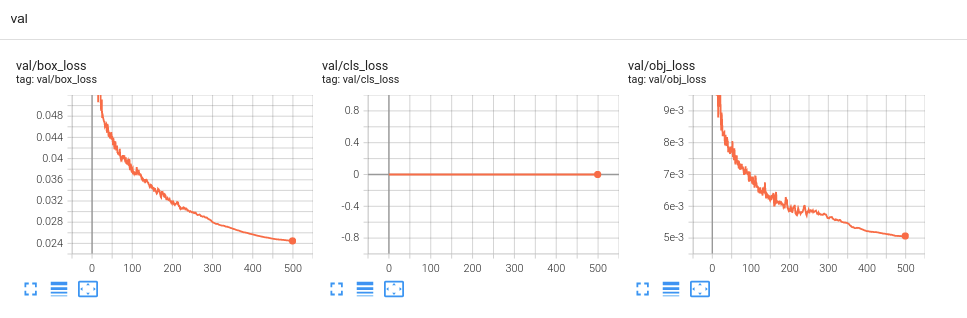 val
val/box_loss
tag: val/box_loss
0.048
0.044
0.04
0.036
0.032
0.028
0.024
0 100 200 300 400 500
val/cls_loss
tag: val/cls_loss
0.8
0.4
0
-0.4
-0.8
0 100 200 300 400 500
val/obj_loss
tag: val/obj_loss
9e-3
8e-3
7e-3
6e-3
5e-3
0 100 200 300 400 500